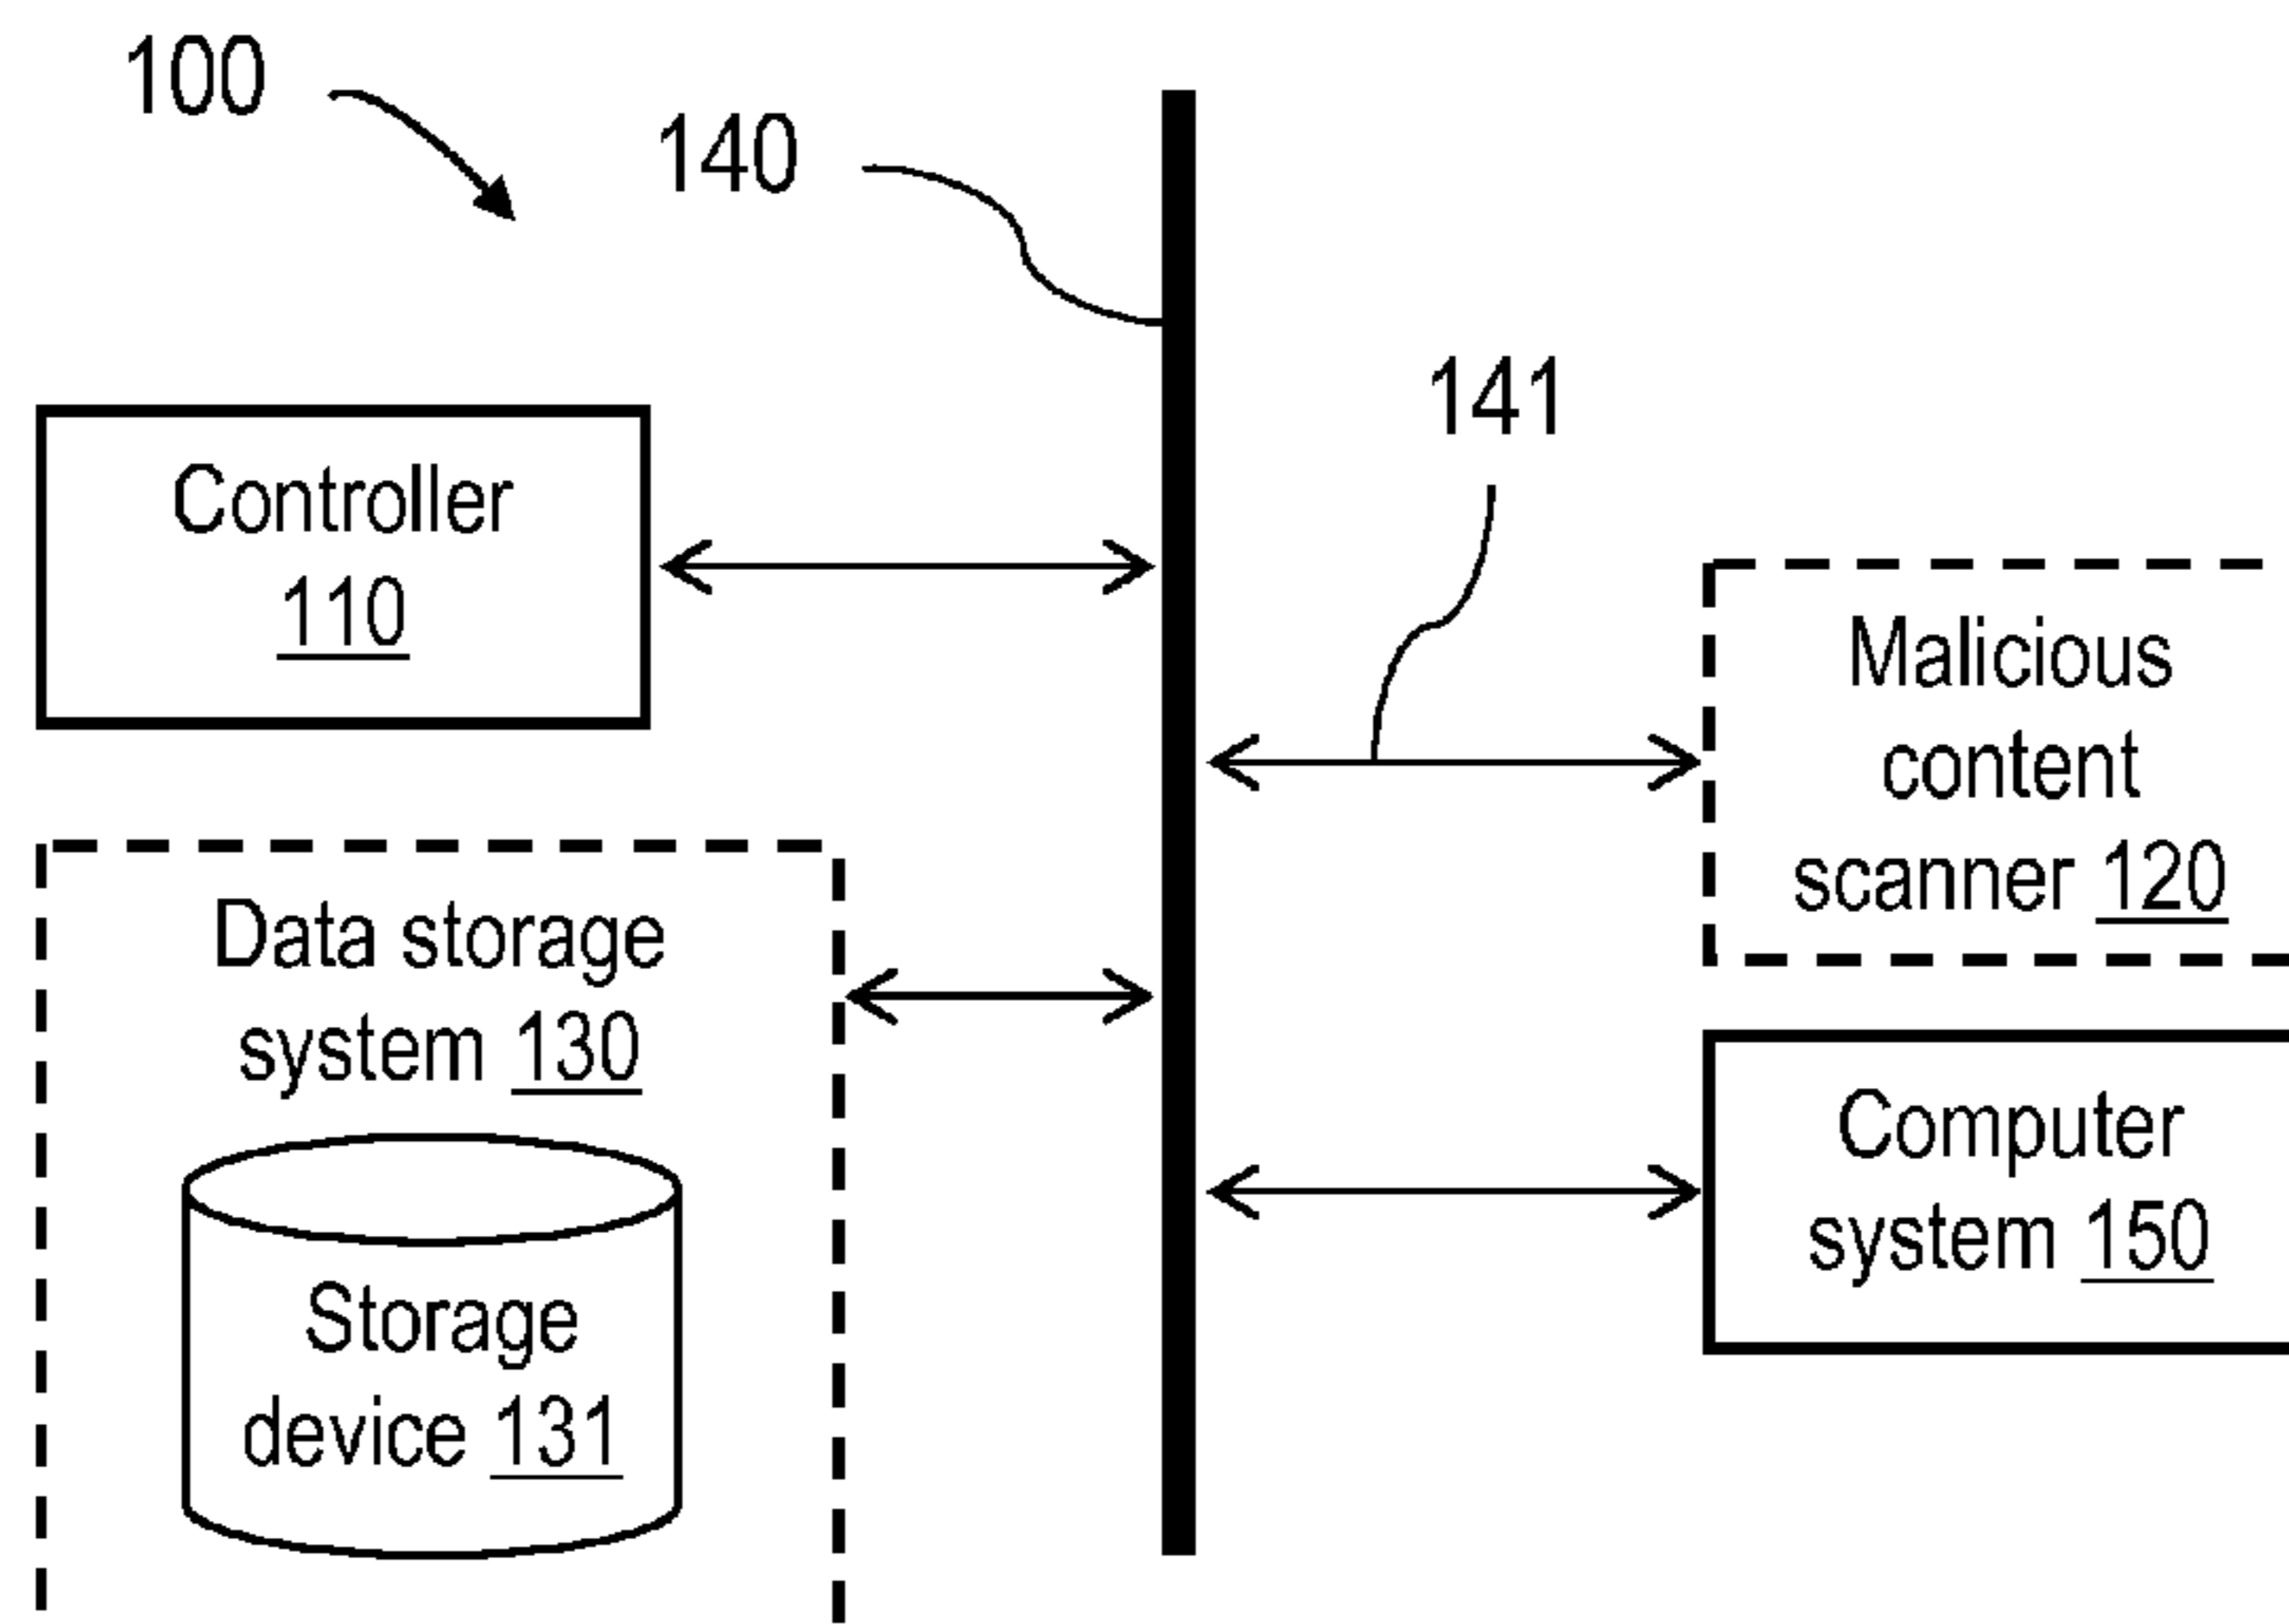 100
140
141
Controller
110
Malicious
content
scanner 120
Data storage
system 130
Storage
device 131
Computer
system 150